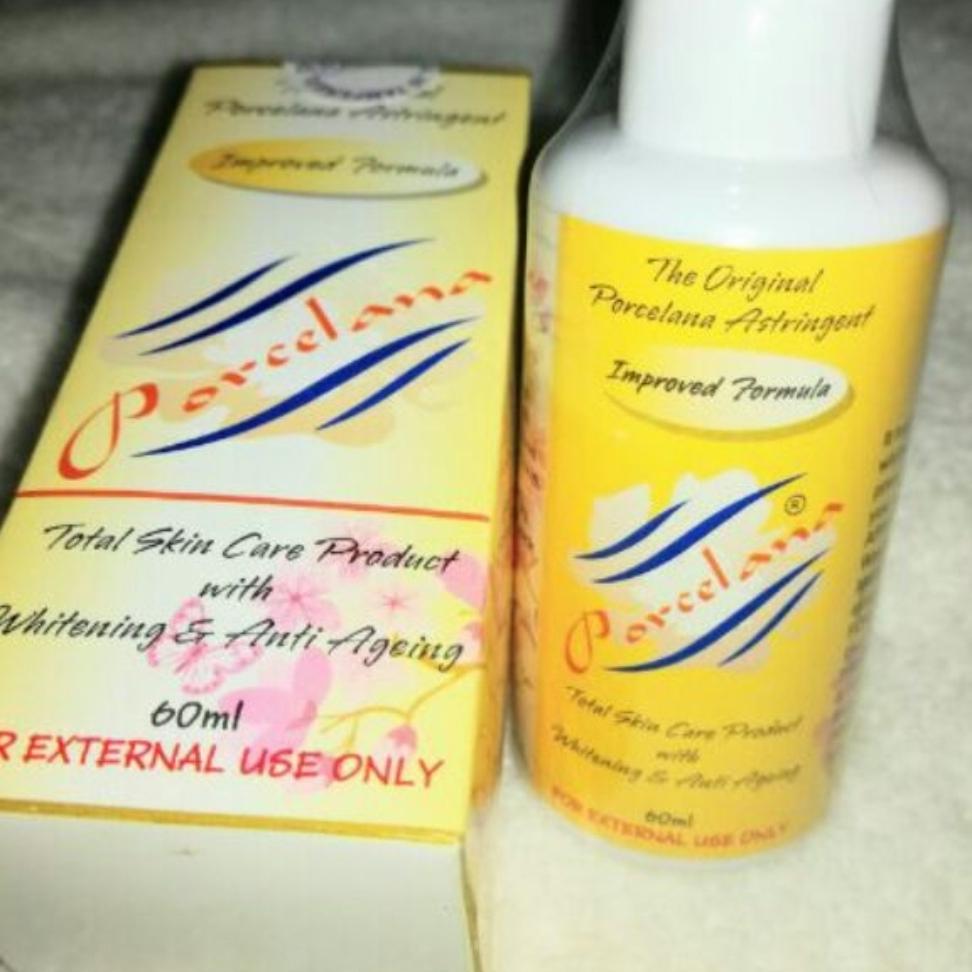 Porcelana Astringent
Improved Formula
Porcelana
Total Skin Care Product
with
Whitening & Anti Ageing
60ml
R EXTERNAL USE ONLY
The Original
Porcelana Astringent
Improved Formula
®
Porcelana
Total Skin Care Product
with
Whitening & Anti Ageing
60ml
FOR EXTERNAL USE ONLY